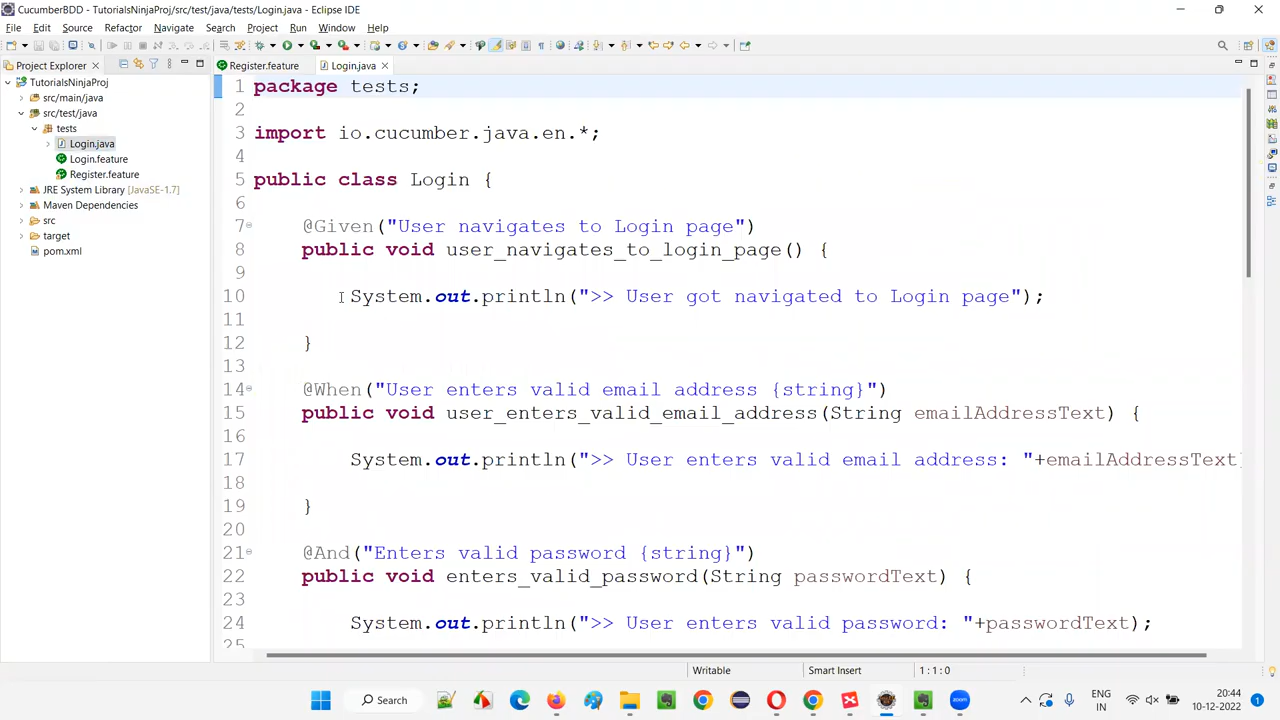 CucumberBDD - TutorialsNinjaProj/src/test/java/tests/Login.java - Eclipse IDE
File Edit Source Refactor Navigate Search Project Run Window Help
Project Explorer
Register.feature
Login.java
TutorialsNinjaProj
src/main/java
src/test/java
tests
Login.java
Login.feature
Register.feature
JRE System Library [JavaSE-1.7]
Maven Dependencies
src
target
pom.xml
1 package tests;
2
3 import io.cucumber.java.en.*;
4
5 public class Login {
6
7 @Given("User navigates to Login page")
8 public void user_navigates_to_login_page() {
9
10 System.out.println(">> User got navigated to Login page");
11
12 }
13
14 @When("User enters valid email address {string}")
15 public void user_enters_valid_email_address(String emailAddressText) {
16
17 System.out.println(">> User enters valid email address: "+emailAddressText)
18
19 }
20
21 @And("Enters valid password {string}")
22 public void enters_valid_password(String passwordText) {
23
24 System.out.println(">> User enters valid password: "+passwordText);
25
Writable Smart Insert 1:1:0
Search
ENG
IN
20:44
10-12-2022
1